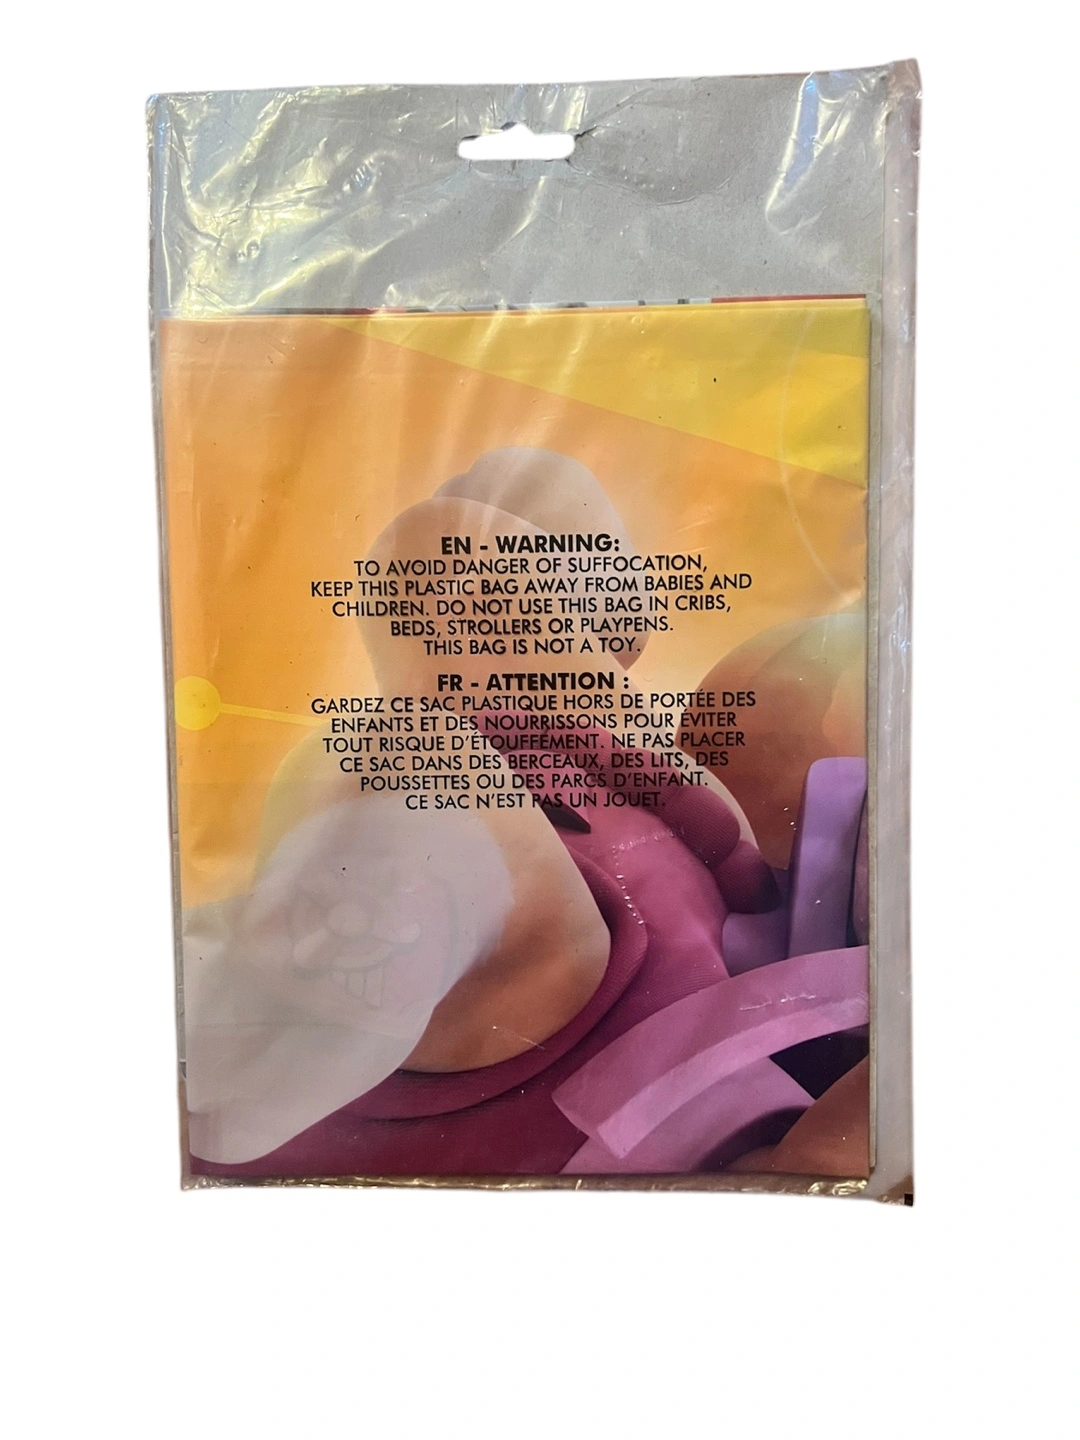 EN - WARNING:
TO AVOID DANGER OF SUFFOCATION,
KEEP THIS PLASTIC BAG AWAY FROM BABIES AND
CHILDREN. DO NOT USE THIS BAG IN CRIBS,
BEDS, STROLLERS OR PLAYPENS.
THIS BAG IS NOT A TOY.
FR - ATTENTION :
GARDEZ CE SAC PLASTIQUE HORS DE PORTÉE DES
ENFANTS ET DES NOURRISSONS POUR ÉVITER
TOUT RISQUE D'ÉTOUFFEMENT. NE PAS PLACER
CE SAC DANS DES BERCEAUX, DES LITS, DES
POUSSETTES OU DES PARCS D'ENFANT.
CE SAC N'EST PAS UN JOUET.